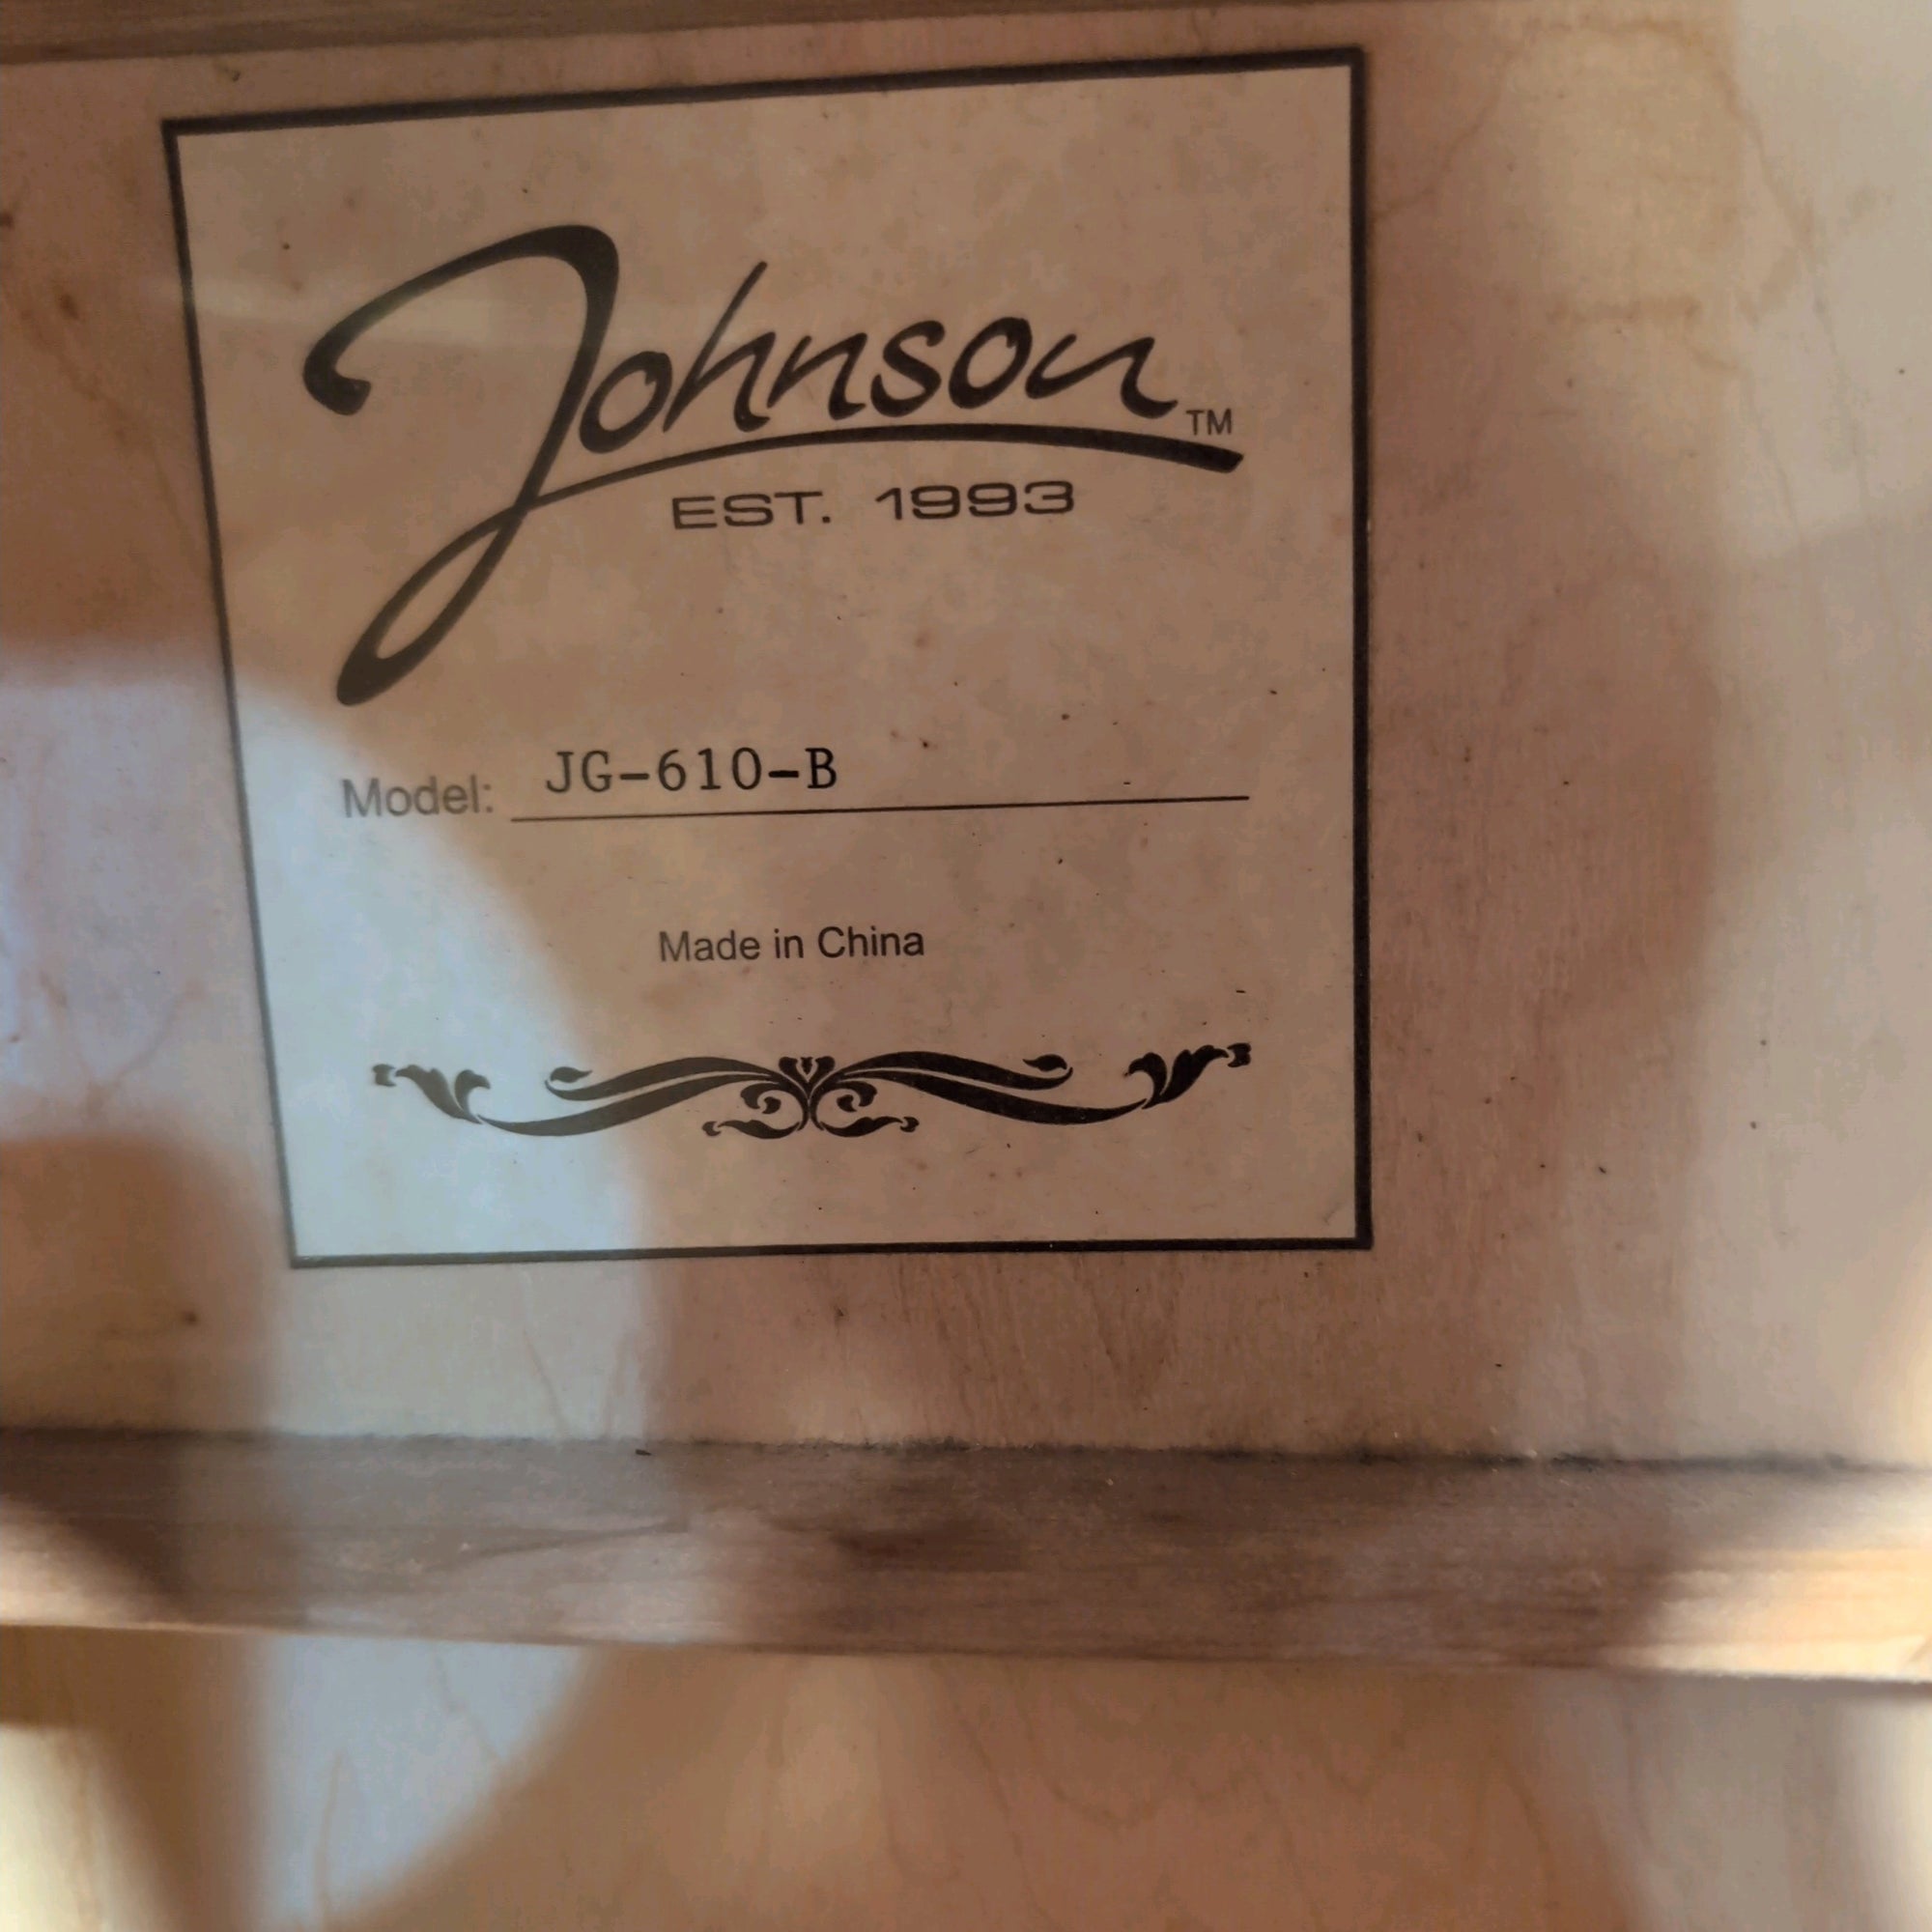 Johnson™
EST. 1993
Model: JG-610-B
Made in China